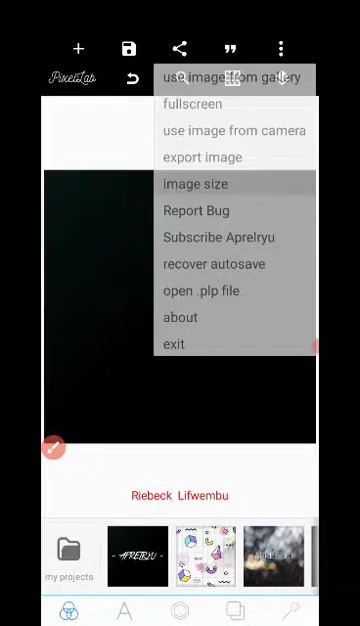 PixelLab
use image from gallery
fullscreen
use image from camera
export image
image size
Report Bug
Subscribe Aprelryu
recover autosave
open .plp file
about
exit
Riebeck Lifwembu
my projects
- APRELRYU -
APRELRYU